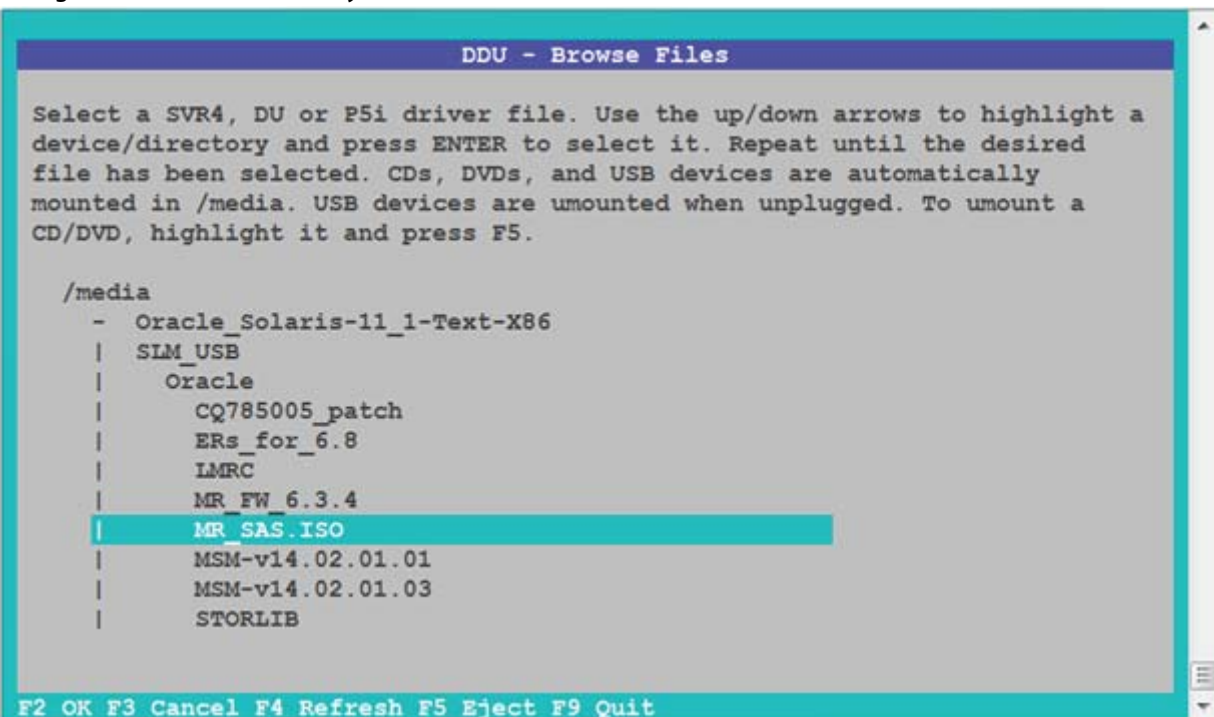 DDU - Browse Files
Select a SVR4, DU or P5i driver file. Use the up/down arrows to highlight a
device/directory and press ENTER to select it. Repeat until the desired
file has been selected. CDs, DVDs, and USB devices are automatically
mounted in /media. USB devices are umounted when unplugged. To umount a
CD/DVD, highlight it and press F5.
/media
- Oracle_Solaris-11_1-Text-X86
| SLM_USB
| Oracle
| CQ785005_patch
| ERs_for_6.8
| LMRC
| MR_FW_6.3.4
| MR_SAS.ISO
| MSM-v14.02.01.01
| MSM-v14.02.01.03
| STORLIB
F2 OK F3 Cancel F4 Refresh F5 Eject F9 Quit